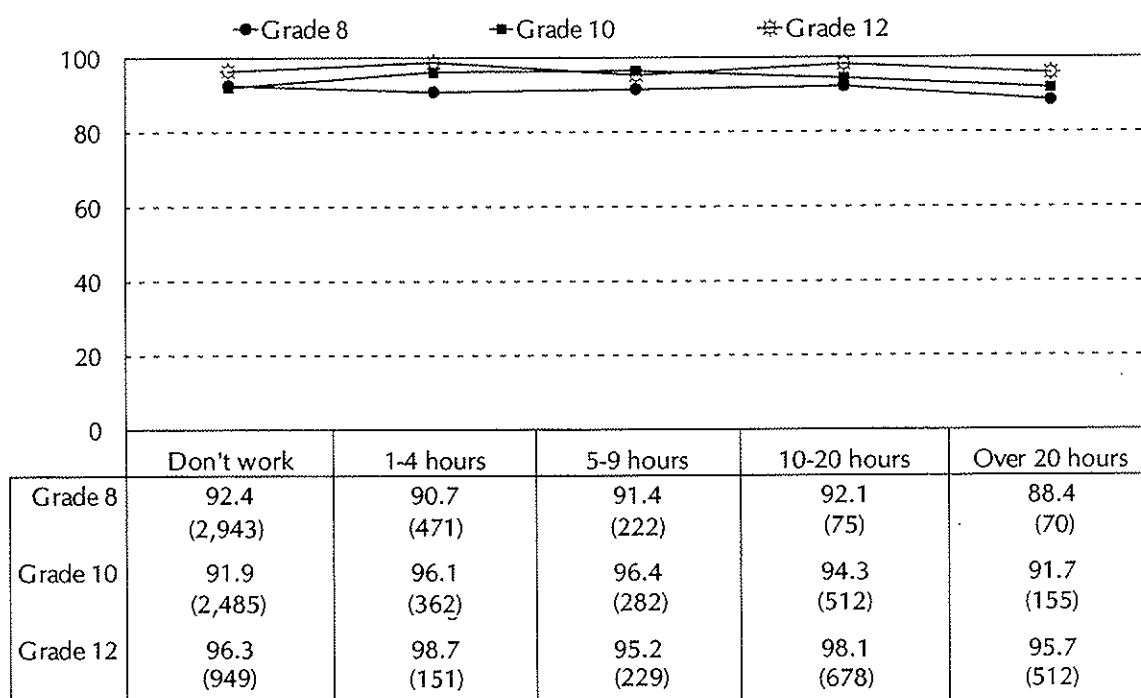 Grade 8 Grade 10 Grade 12
100
80
60
40
20
0
Don't work 1-4 hours 5-9 hours 10-20 hours Over 20 hours
Grade 8 92.4 90.7 91.4 92.1 88.4
(2,943) (471) (222) (75) (70)
Grade 10 91.9 96.1 96.4 94.3 91.7
(2,485) (362) (282) (512) (155)
Grade 12 96.3 98.7 95.2 98.1 95.7
(949) (151) (229) (678) (512)